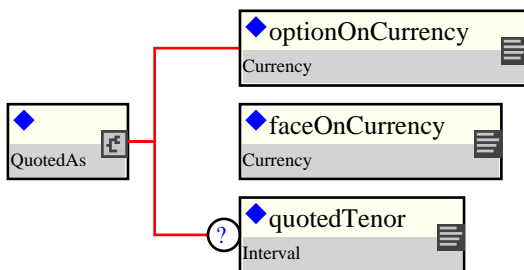 optionOnCurrency
Currency
QuotedAs
faceOnCurrency
Currency
?
quotedTenor
Interval